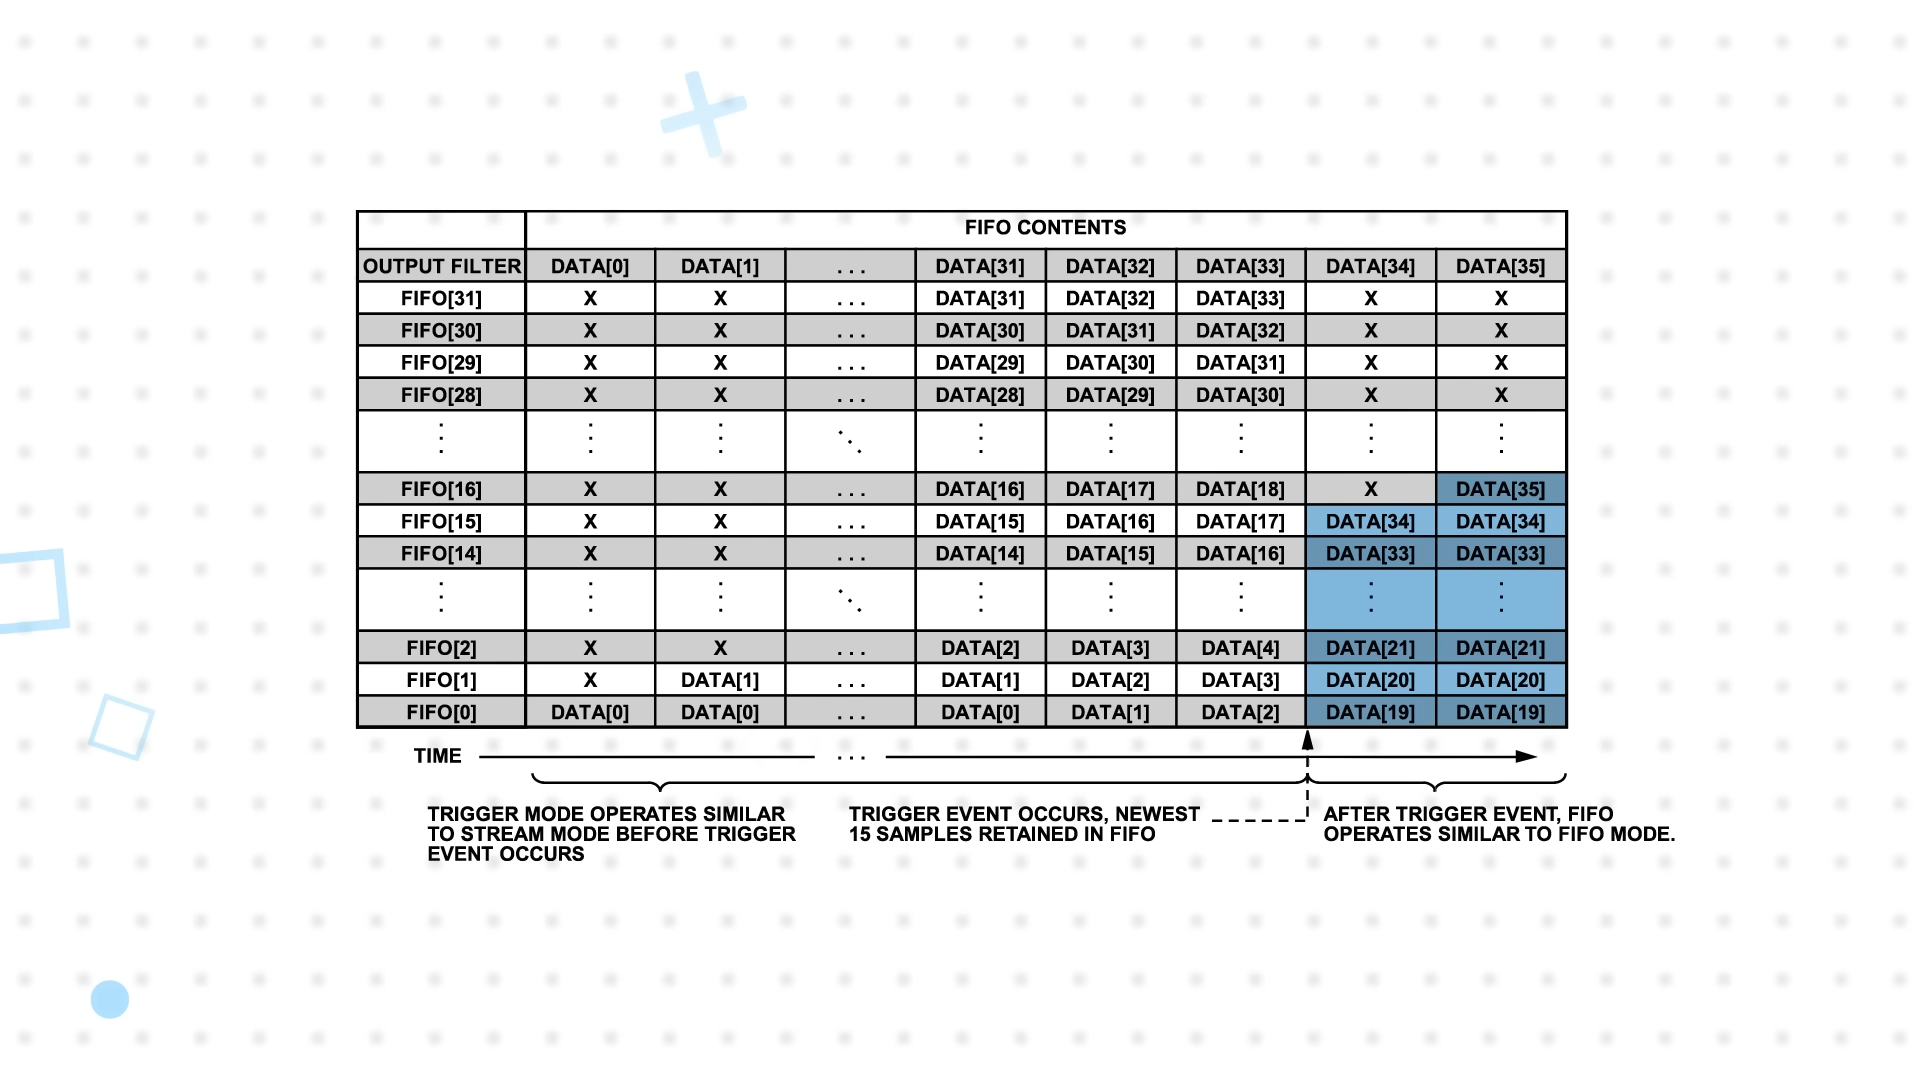 FIFO CONTENTS
OUTPUT FILTER DATA[0] DATA[1] ... DATA[31] DATA[32] DATA[33] DATA[34] DATA[35]
FIFO[31] X X ... DATA[31] DATA[32] DATA[33] X X
FIFO[30] X X ... DATA[30] DATA[31] DATA[32] X X
FIFO[29] X X ... DATA[29] DATA[30] DATA[31] X X
FIFO[28] X X ... DATA[28] DATA[29] DATA[30] X X
FIFO[16] X X ... DATA[16] DATA[17] DATA[18] X DATA[35]
FIFO[15] X X ... DATA[15] DATA[16] DATA[17] DATA[34] DATA[34]
FIFO[14] X X ... DATA[14] DATA[15] DATA[16] DATA[33] DATA[33]
FIFO[2] X X ... DATA[2] DATA[3] DATA[4] DATA[21] DATA[21]
FIFO[1] X DATA[1] ... DATA[1] DATA[2] DATA[3] DATA[20] DATA[20]
FIFO[0] DATA[0] DATA[0] ... DATA[0] DATA[1] DATA[2] DATA[19] DATA[19]
TIME ...
TRIGGER MODE OPERATES SIMILAR
TO STREAM MODE BEFORE TRIGGER
EVENT OCCURS
TRIGGER EVENT OCCURS, NEWEST
15 SAMPLES RETAINED IN FIFO
AFTER TRIGGER EVENT, FIFO
OPERATES SIMILAR TO FIFO MODE.